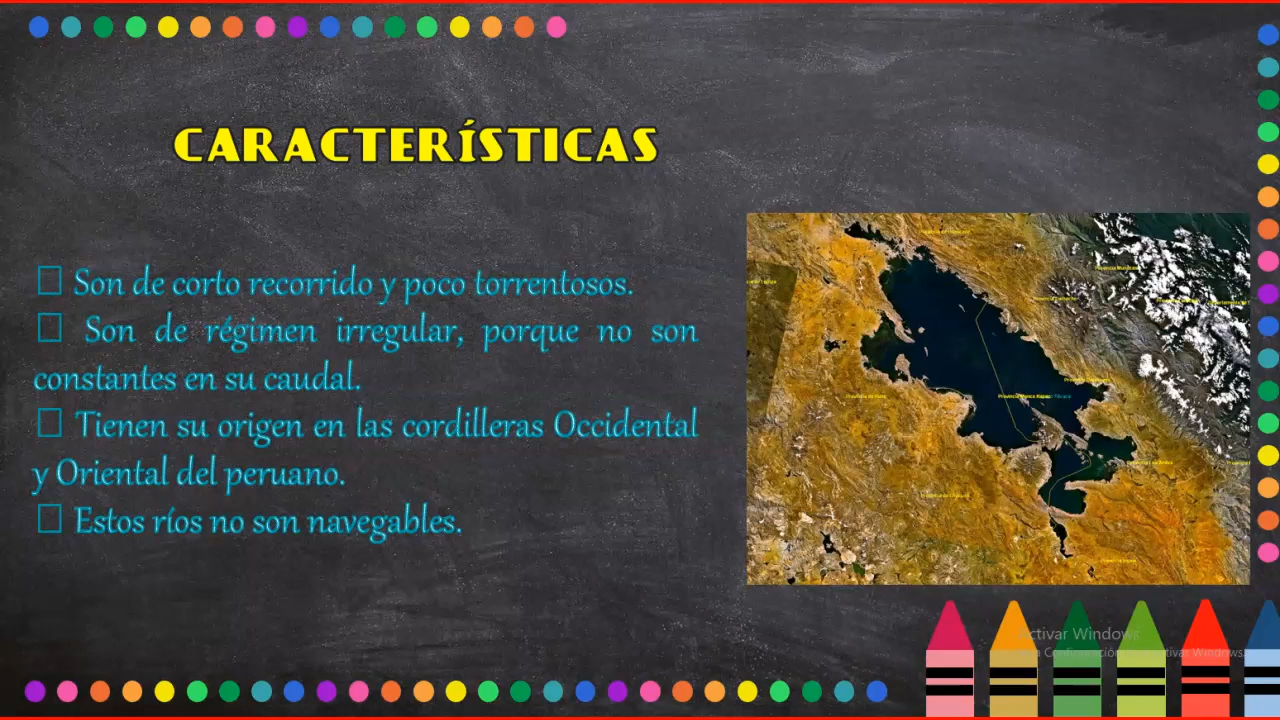 CARACTERÍSTICAS
Son de corto recorrido y poco torrentosos.
Son de régimen irregular, porque no son
constantes en su caudal.
Tienen su origen en las cordilleras Occidental
y Oriental del peruano.
Estos ríos no son navegables.
Activar Windows